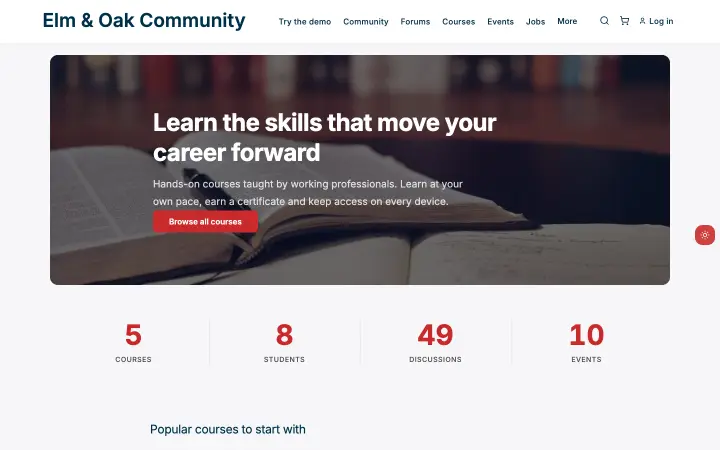 Elm & Oak Community
Try the demo Community Forums Courses Events Jobs More Log in
Learn the skills that move your
career forward
Hands-on courses taught by working professionals. Learn at your
own pace, earn a certificate and keep access on every device.
Browse all courses
5 8 49 10
COURSES STUDENTS DISCUSSIONS EVENTS
Popular courses to start with